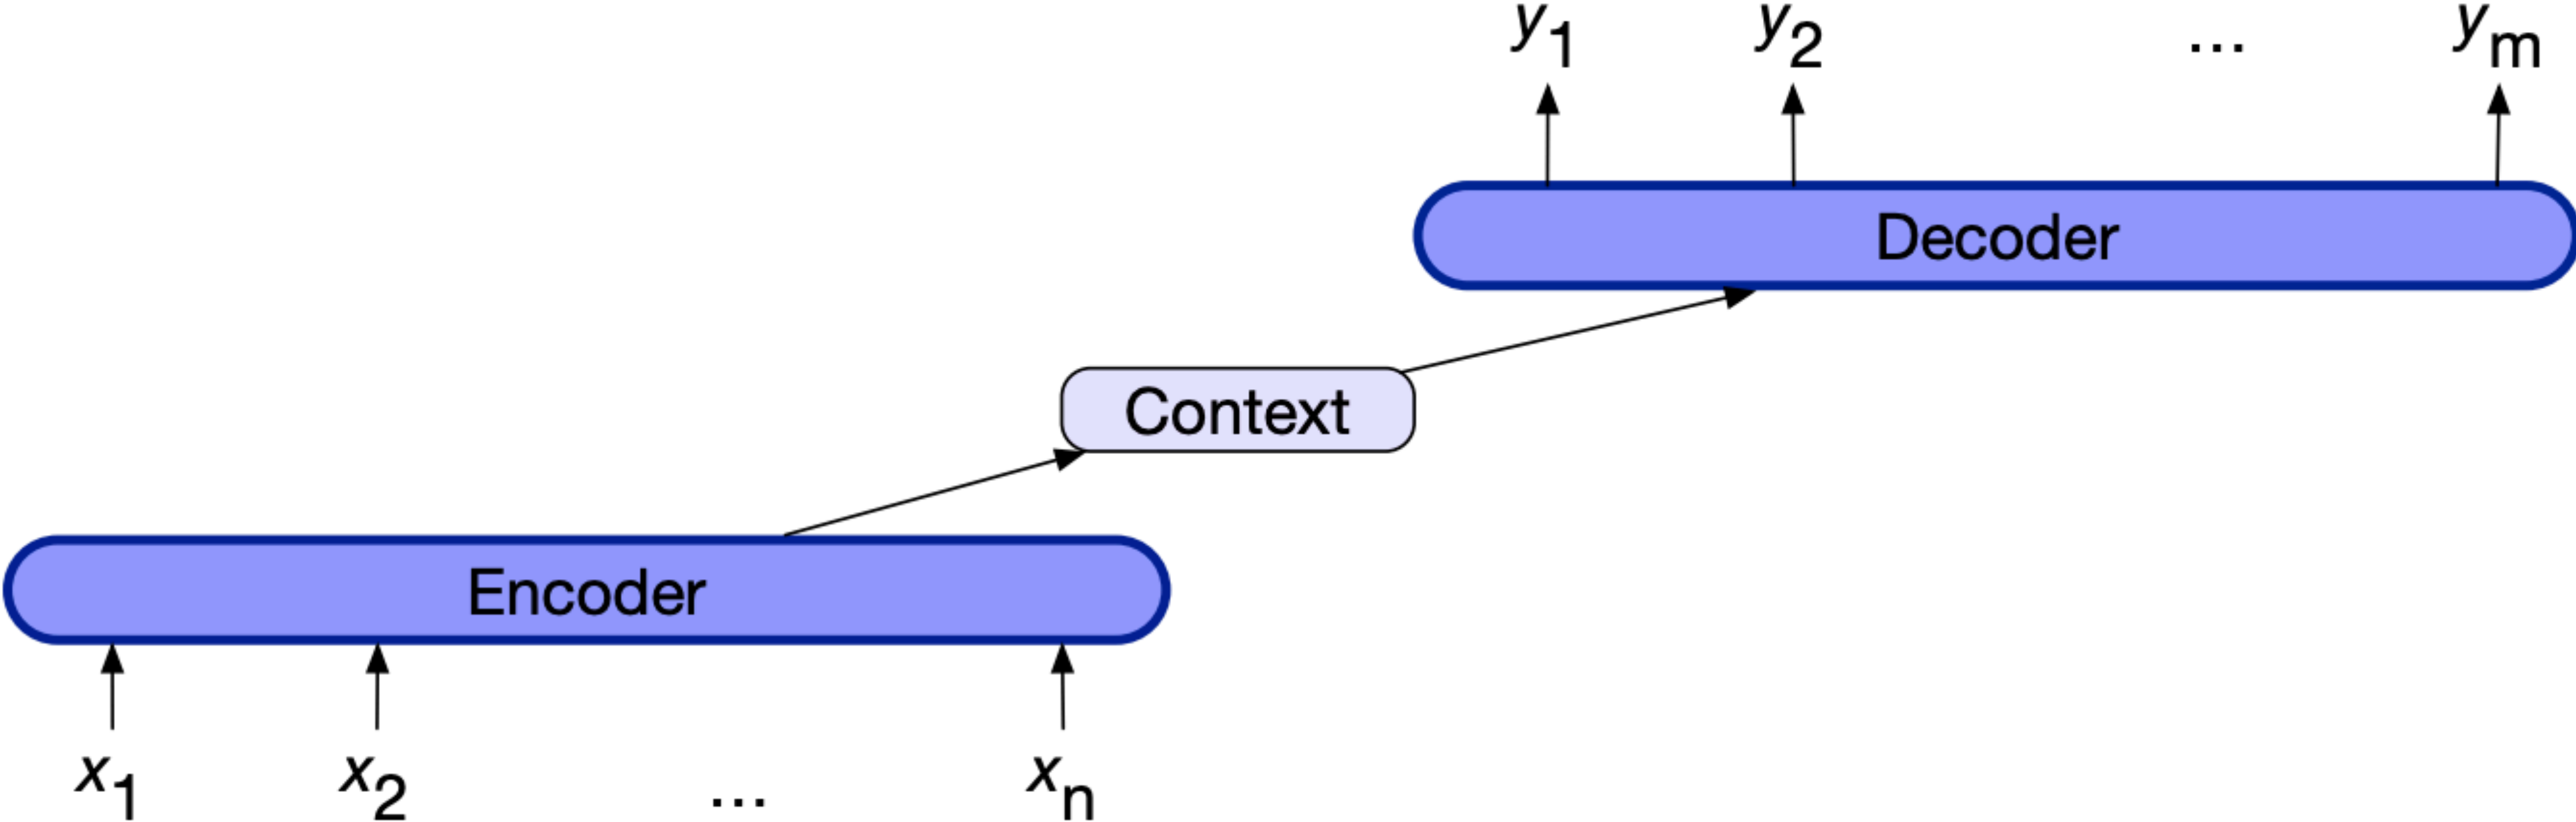 y1 y2 ... ym
Decoder
Context
Encoder
x1 x2 ... xn